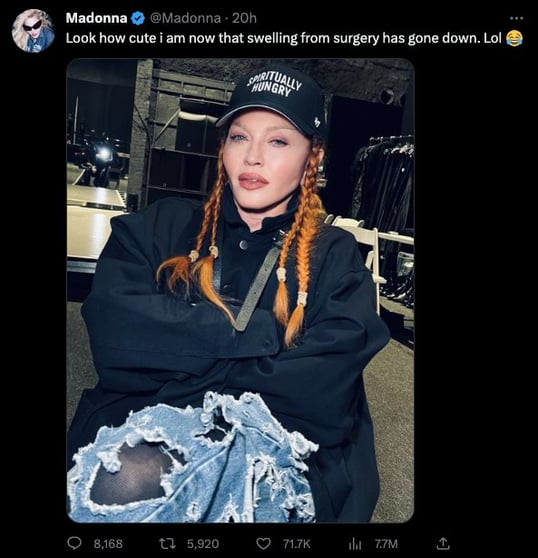 Madonna @Madonna · 20h
Look how cute i am now that swelling from surgery has gone down. Lol 😂
SPIRITUALLY
HUNGRY
8,168 5,920 71.7K 7.7M